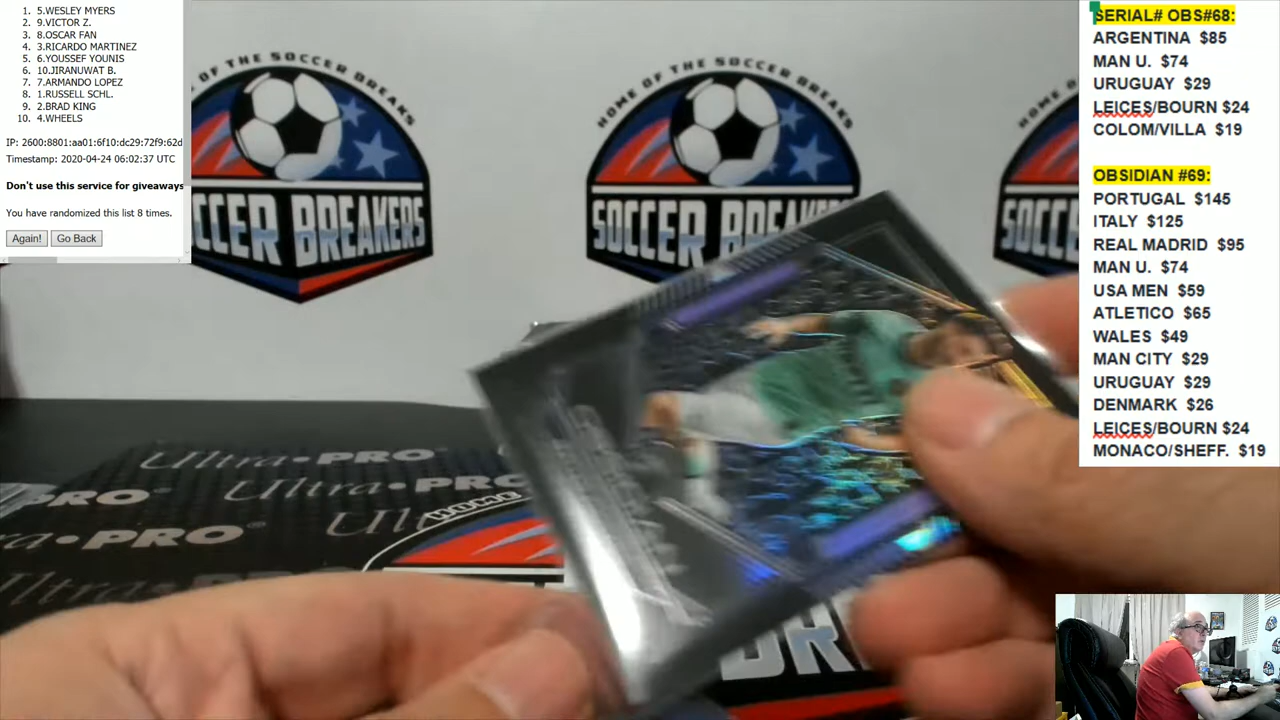 1. 5.WESLEY MYERS
2. 9.VICTOR Z.
3. 8.OSCAR FAN
4. 3.RICARDO MARTINEZ
5. 6.YOUSSEF YOUNIS
6. 10.JIRANUWAT B.
7. 7.ARMANDO LOPEZ
8. 1.RUSSELL SCHL.
9. 2.BRAD KING
10. 4.WHEELS
IP: 2600:8801:aa01:6f10:dc29:72f9:62d
Timestamp: 2020-04-24 06:02:37 UTC
Don't use this service for giveaways
You have randomized this list 8 times.
Again! Go Back
HOME OF THE SOCCER BREAKS
SOCCER BREAKERS
HOME OF THE SOCCER BREAKS
SOCCER BREAKERS
HOME
SOCCER
Ultra•PRO
Ultra•PRO
PRO
PRO
Ultra
HOME
SERIAL# OBS#68:
ARGENTINA $85
MAN U. $74
URUGUAY $29
LEICES/BOURN $24
COLOM/VILLA $19
OBSIDIAN #69:
PORTUGAL $145
ITALY $125
REAL MADRID $95
MAN U. $74
USA MEN $59
ATLETICO $65
WALES $49
MAN CITY $29
URUGUAY $29
DENMARK $26
LEICES/BOURN $24
MONACO/SHEFF. $19